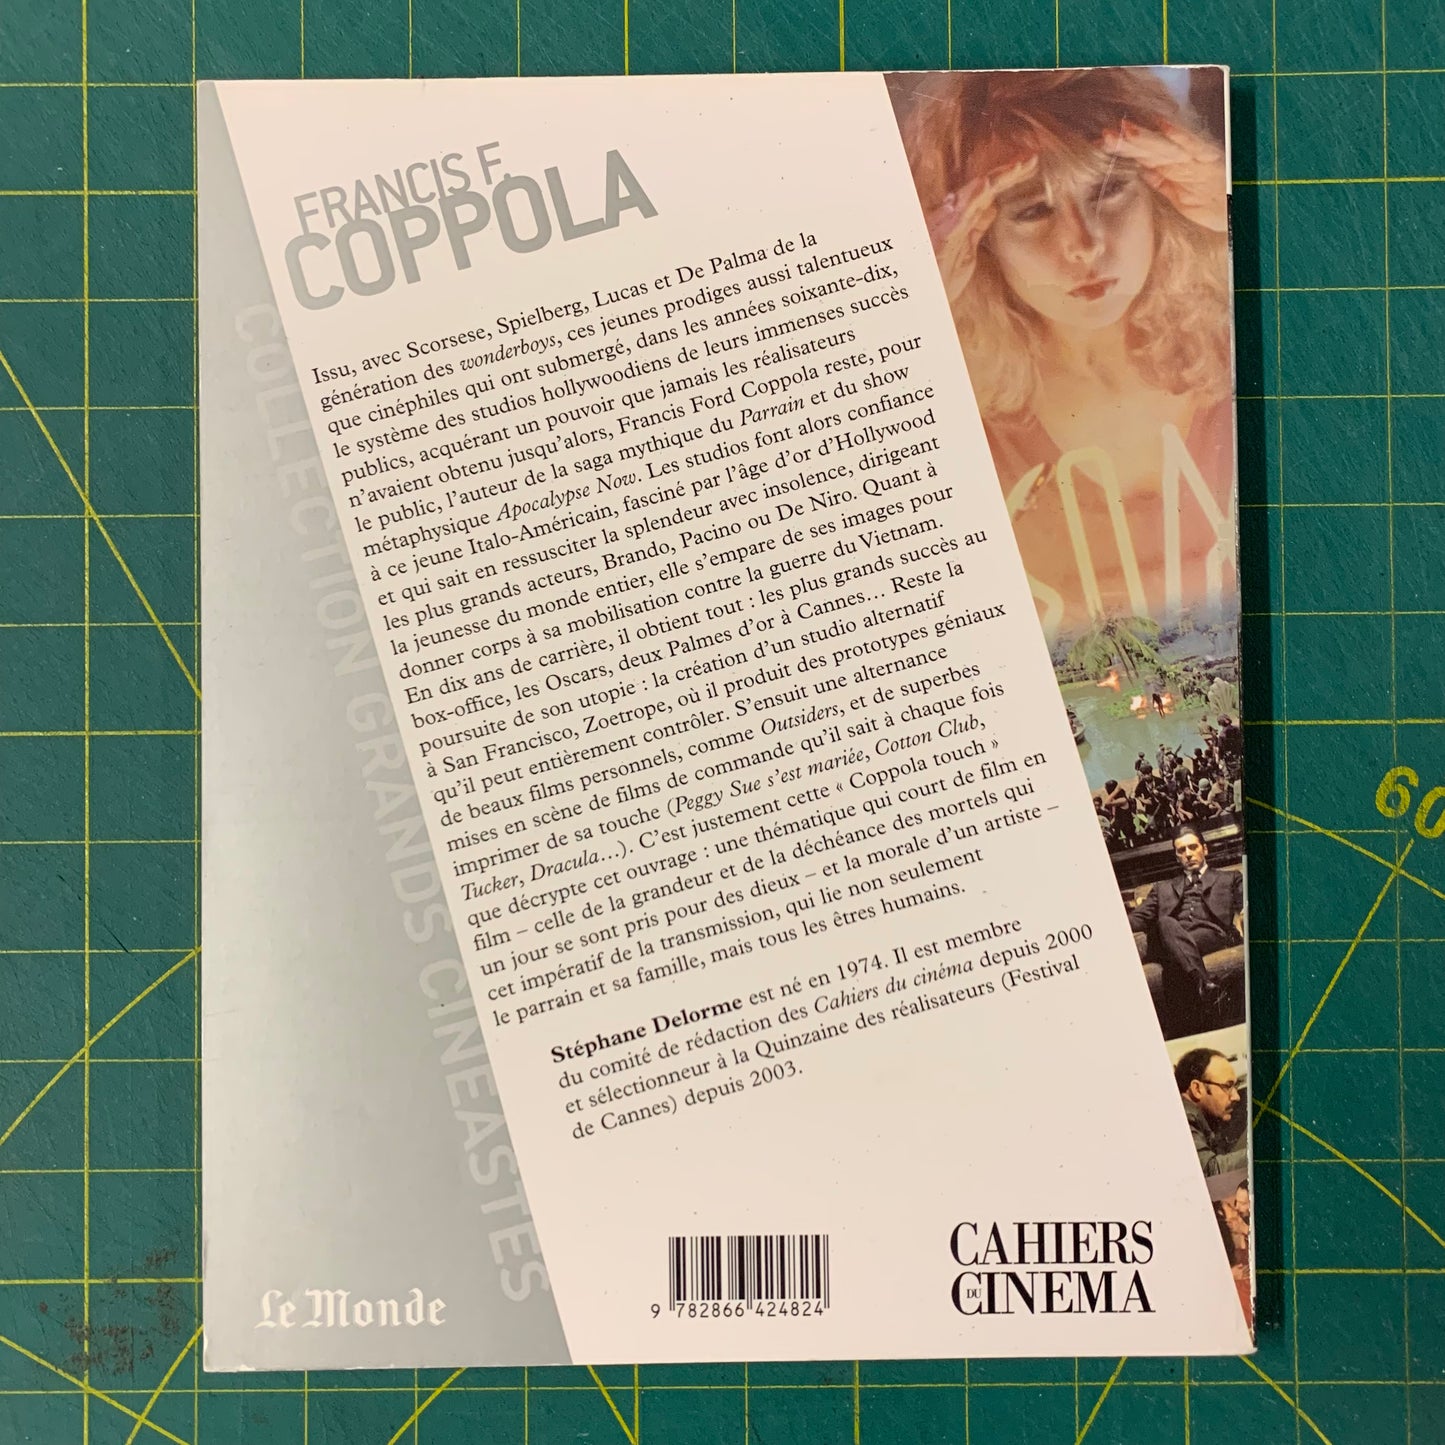 FRANCIS F.
COPPOLA
Issu, avec Scorsese, Spielberg, Lucas et De Palma de la
génération des wonderboys, ces jeunes prodiges aussi talentueux
que cinéphiles qui ont submergé, dans les années soixante-dix,
le système des studios hollywoodiens de leurs immenses succès
publics, acquérant un pouvoir que jamais les réalisateurs
n’avaient obtenu jusqu’alors, Francis Ford Coppola reste, pour
le public, l’auteur de la saga mythique du Parrain et du show
métaphysique Apocalypse Now. Les studios font alors confiance
à ce jeune Italo-Américain, fasciné par l’âge d’or d’Hollywood
et qui sait en ressusciter la splendeur avec insolence, dirigeant
les plus grands acteurs, Brando, Pacino ou De Niro. Quant à
la jeunesse du monde entier, elle s’empare de ses images pour
donner corps à sa mobilisation contre la guerre du Vietnam.
En dix ans de carrière, il obtient tout : les plus grands succès au
box-office, les Oscars, deux Palmes d’or à Cannes… Reste la
poursuite de son utopie : la création d’un studio alternatif
à San Francisco, Zoetrope, où il produit des prototypes géniaux
qu’il peut entièrement contrôler. S’ensuit une alternance
de beaux films personnels, comme Outsiders, et de superbes
mises en scène de films de commande qu’il sait à chaque fois
imprimer de sa touche (Peggy Sue s’est mariée, Cotton Club,
Tucker, Dracula…). C’est justement cette « Coppola touch »
que décrypte cet ouvrage : une thématique qui court de film en
film – celle de la grandeur et de la déchéance des mortels qui
un jour se sont pris pour des dieux – et la morale d’un artiste –
cet impératif de la transmission, qui lie non seulement
le parrain et sa famille, mais tous les êtres humains.
Stéphane Delorme est né en 1974. Il est membre
du comité de rédaction des Cahiers du cinéma depuis 2000
et sélectionneur à la Quinzaine des réalisateurs (Festival
de Cannes) depuis 2003.
COLLECTION GRANDS CINEASTES
Le Monde
9 782866 424824
CAHIERS
DU
CINEMA
60